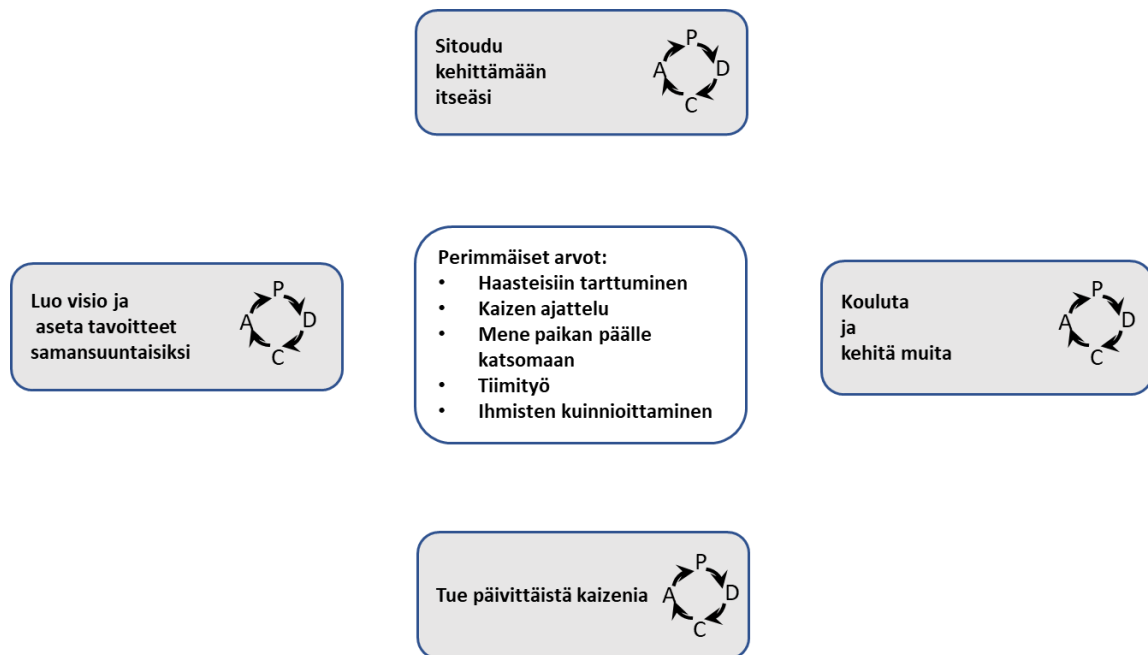 Sitoudu
kehittämään
itseäsi
P
A
D
C
Luo visio ja
aseta tavoitteet
samansuuntaisiksi
P
A
D
C
Perimmäiset arvot:
• Haasteisiin tarttuminen
• Kaizen ajattelu
• Mene paikan päälle
katsomaan
• Tiimityö
• Ihmisten kuinnioittaminen
Kouluta
ja
kehitä muita
P
A
D
C
Tue päivittäistä kaizenia
P
A
D
C